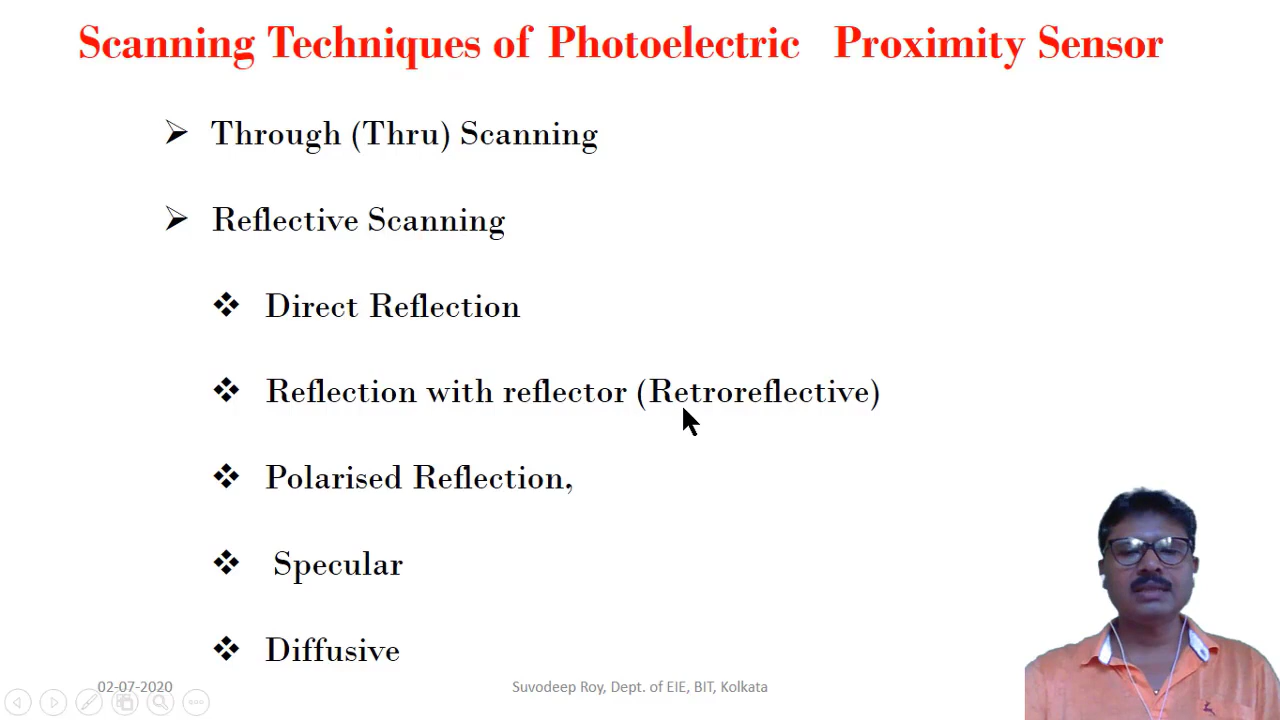 Scanning Techniques of Photoelectric Proximity Sensor
Through (Thru) Scanning
Reflective Scanning
Direct Reflection
Reflection with reflector (Retroreflective)
Polarised Reflection,
Specular
Diffusive
02-07-2020
Suvodeep Roy, Dept. of EIE, BIT, Kolkata